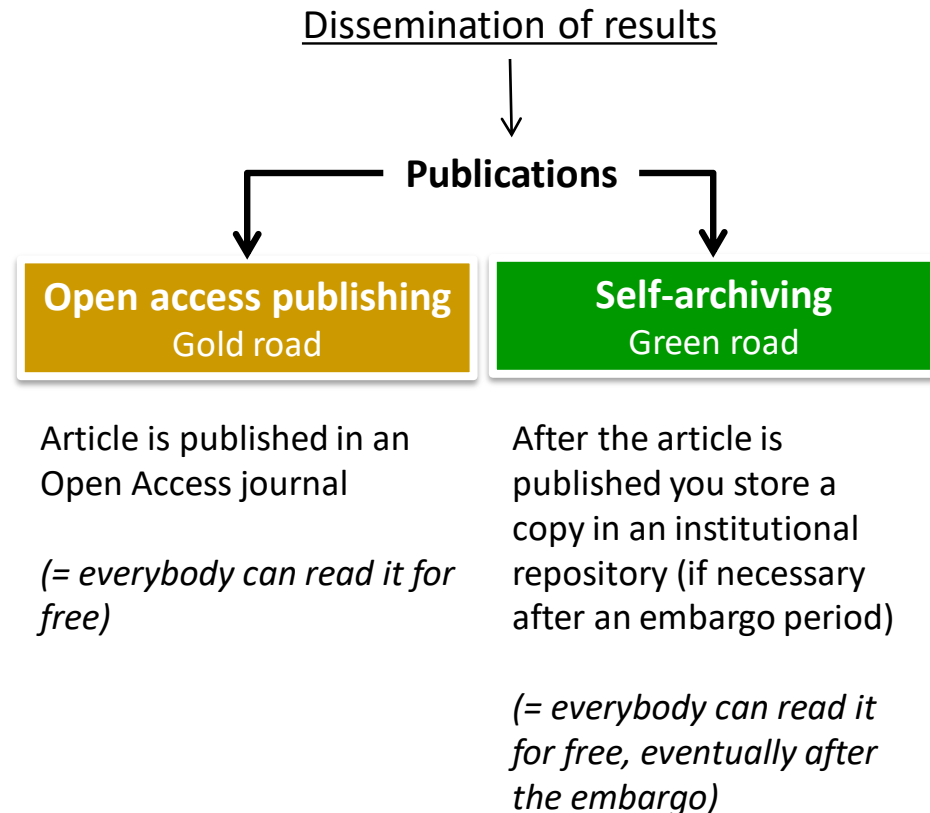 Dissemination of results
Publications
Open access publishing
Gold road
Self-archiving
Green road
Article is published in an
Open Access journal
(= everybody can read it for
free)
After the article is
published you store a
copy in an institutional
repository (if necessary
after an embargo period)
(= everybody can read it
for free, eventually after
the embargo)